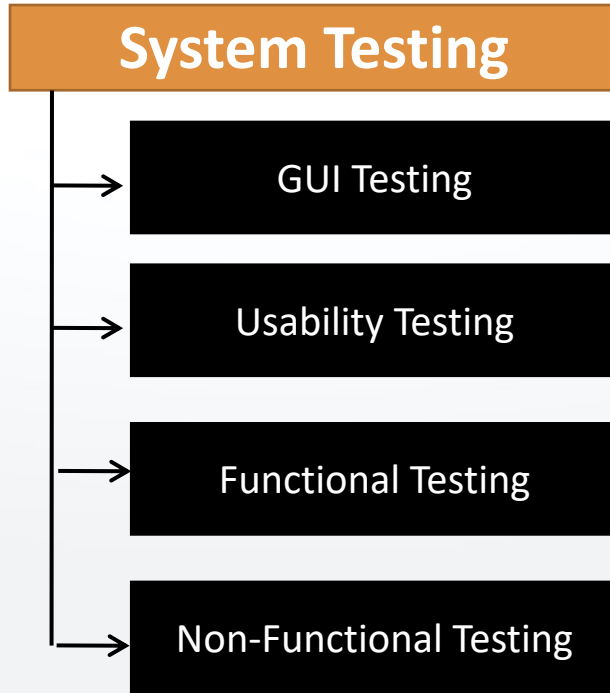 System Testing
GUI Testing
Usability Testing
Functional Testing
Non-Functional Testing